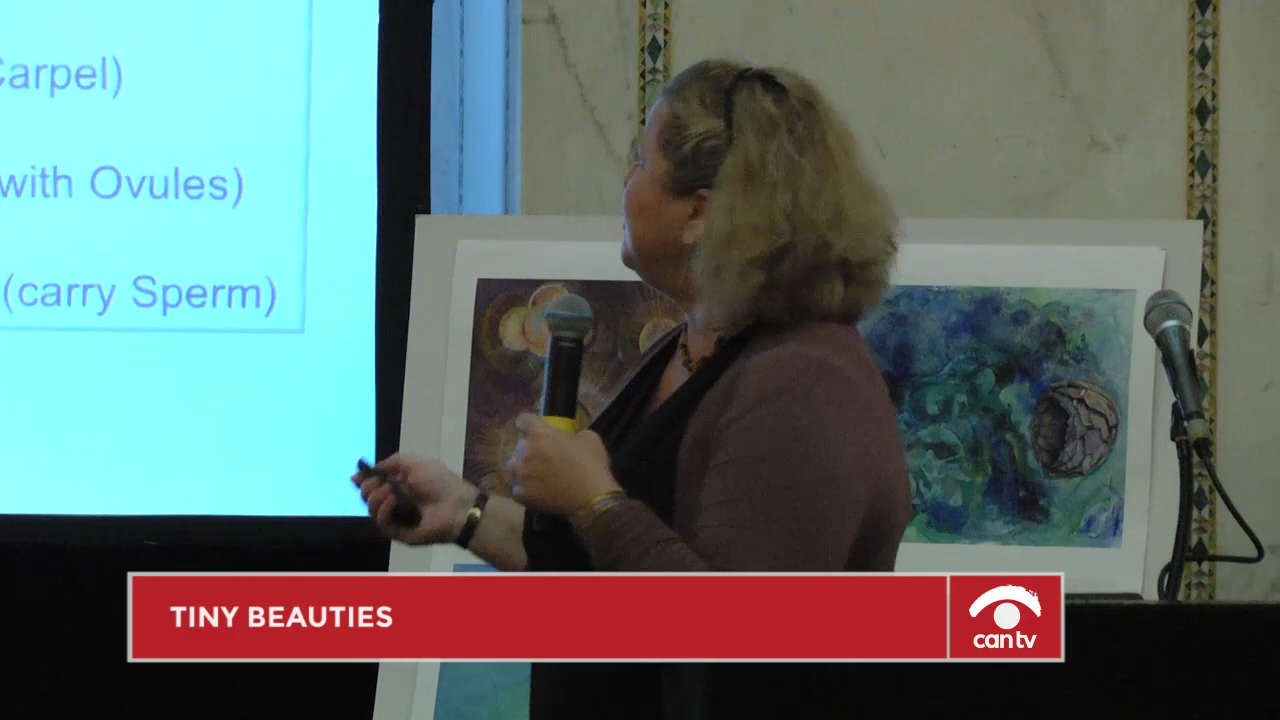 Carpel)
with Ovules)
(carry Sperm)
TINY BEAUTIES
can tv